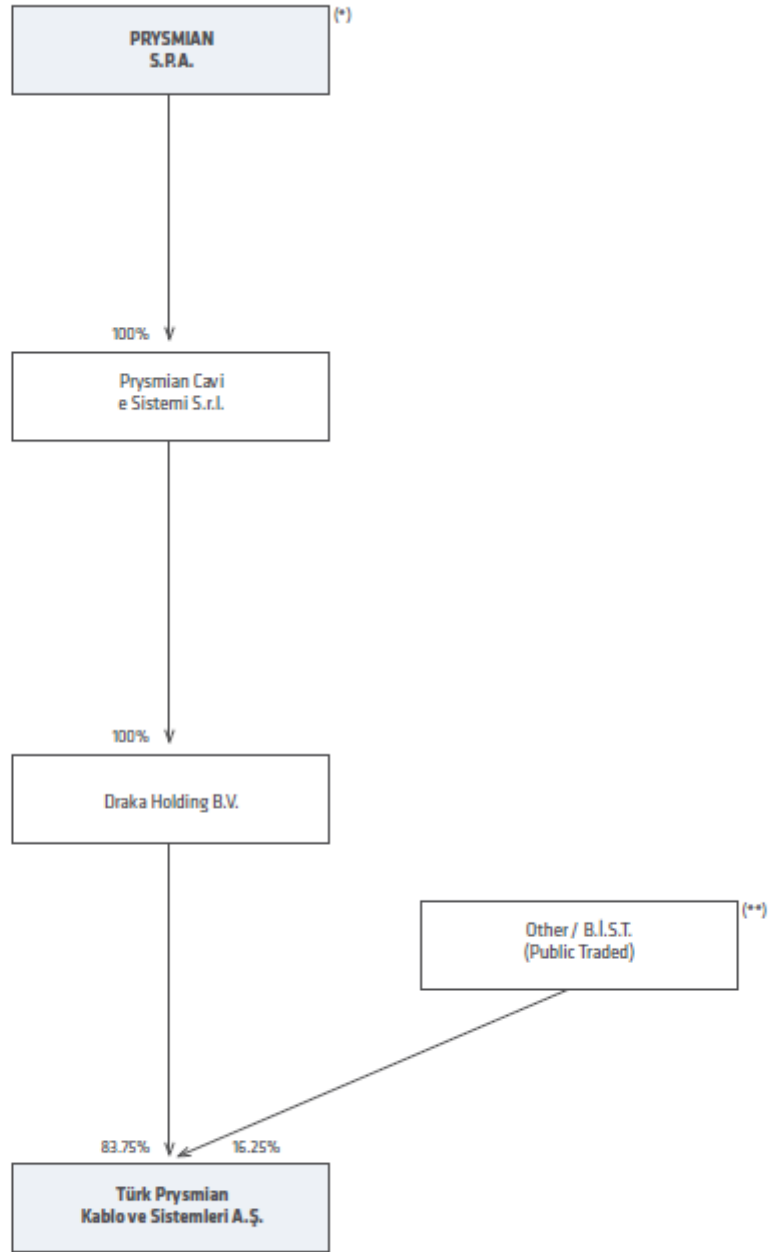 PRYSMIAN
S.P.A.
(*)
100%
Prysmian Cavi
e Sistemi S.r.l.
100%
Draka Holding B.V.
Other / B.İ.S.T.
(Public Traded)
(**)
83.75%
16.25%
Türk Prysmian
Kablo ve Sistemleri A.Ş.